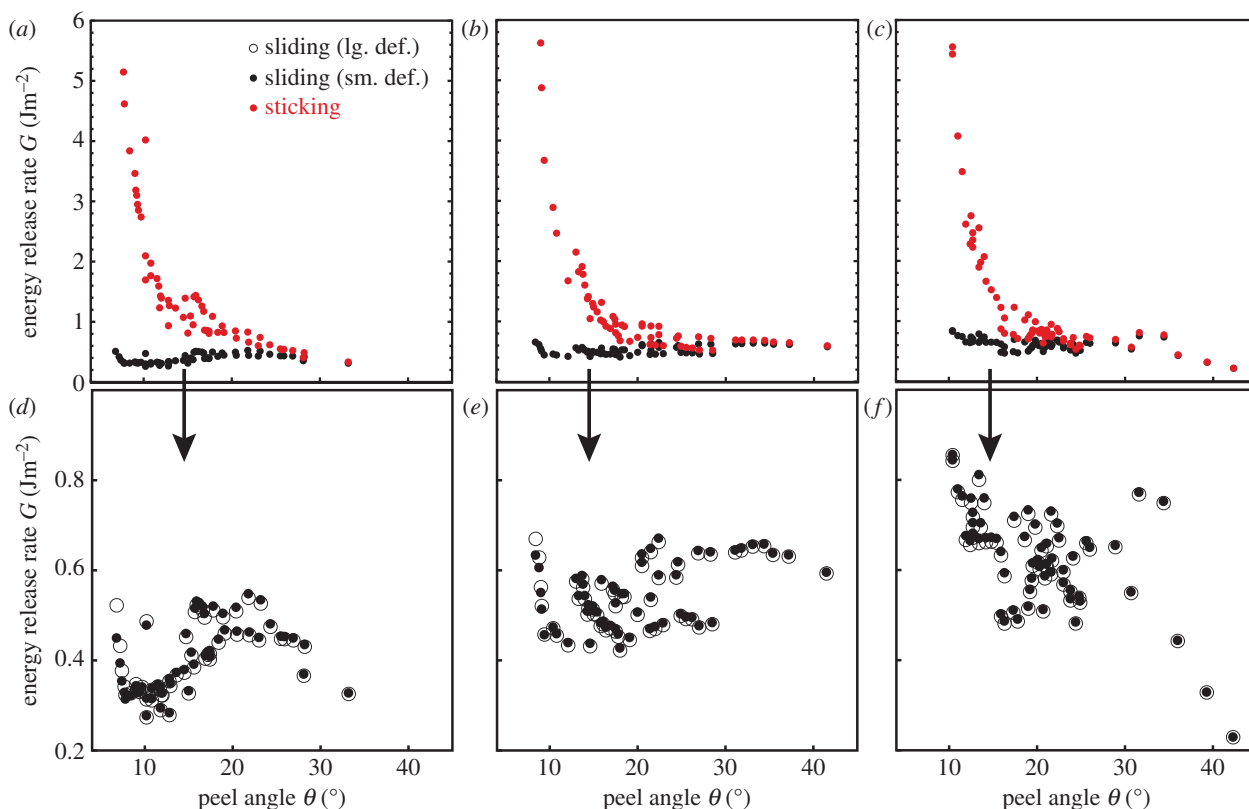 (a) (b) (c)
sliding (lg. def.)
sliding (sm. def.)
sticking
energy release rate G (Jm−2)
6
5
4
3
2
1
0
(d) (e) (f)
energy release rate G (Jm−2)
0.8
0.6
0.4
0.2
10 20 30 40 10 20 30 40 10 20 30 40
peel angle θ (°) peel angle θ (°) peel angle θ (°)